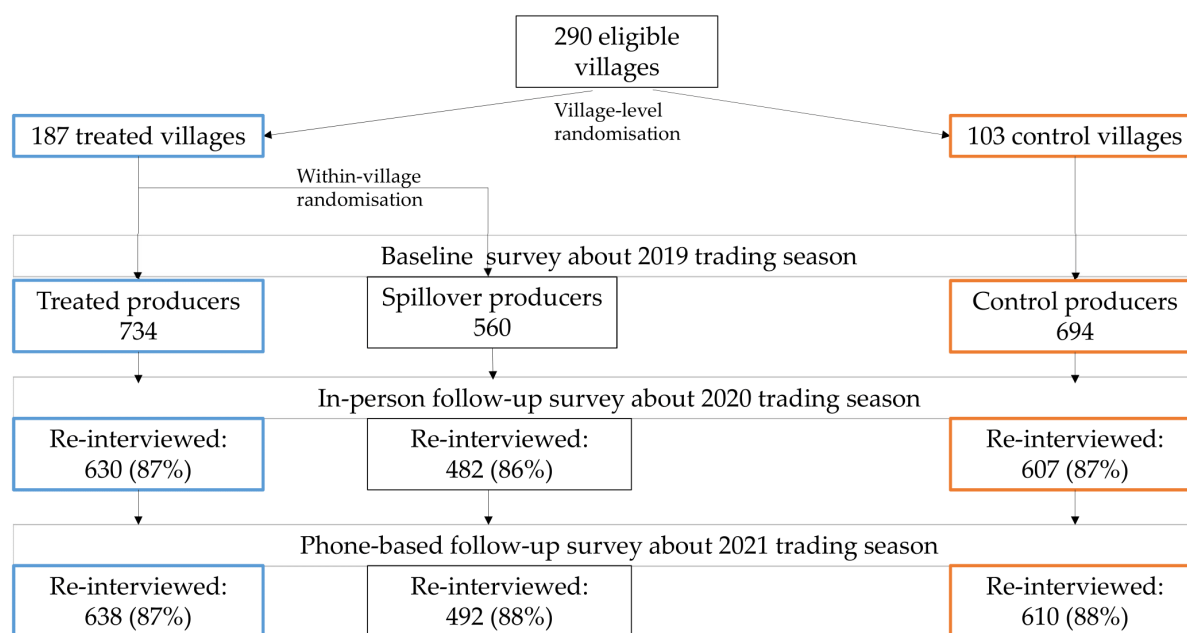 290 eligible
villages
Village-level
randomisation
187 treated villages
103 control villages
Within-village
randomisation
Baseline survey about 2019 trading season
Treated producers
734
Spillover producers
560
Control producers
694
In-person follow-up survey about 2020 trading season
Re-interviewed:
630 (87%)
Re-interviewed:
482 (86%)
Re-interviewed:
607 (87%)
Phone-based follow-up survey about 2021 trading season
Re-interviewed:
638 (87%)
Re-interviewed:
492 (88%)
Re-interviewed:
610 (88%)